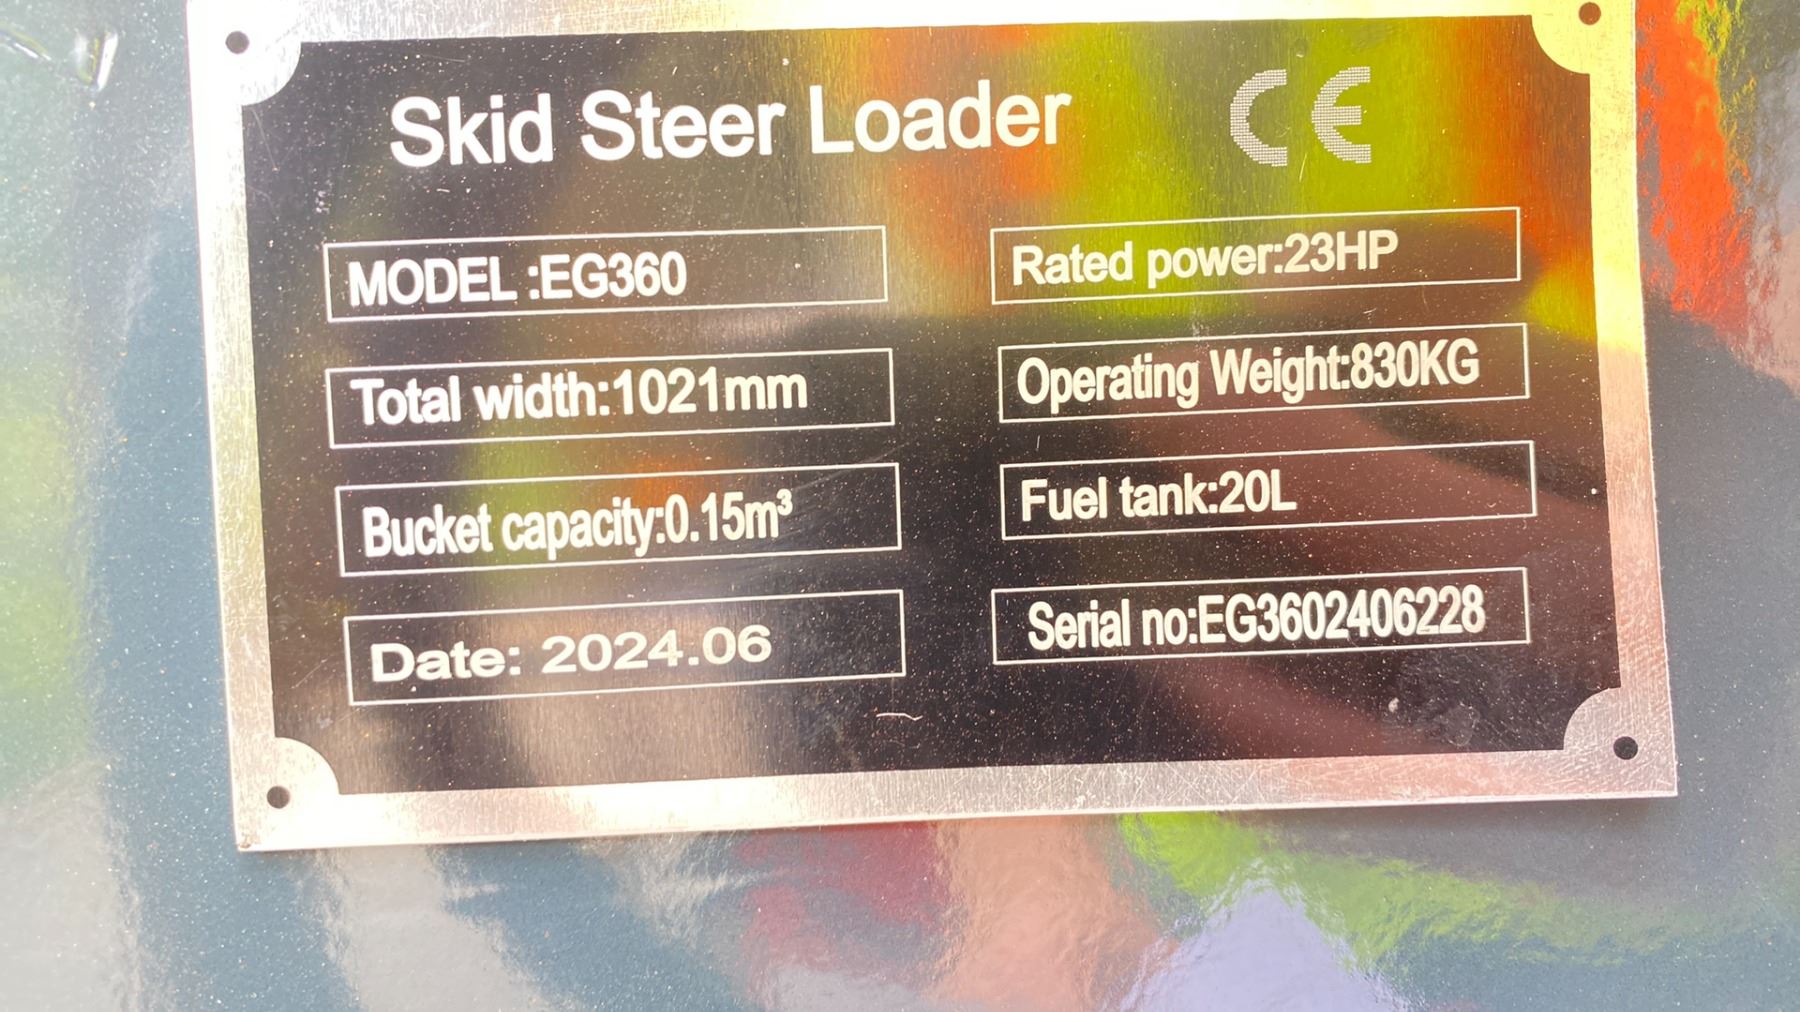 Skid Steer Loader CE
MODEL :EG360
Rated power:23HP
Total width:1021mm
Operating Weight:830KG
Bucket capacity:0.15m³
Fuel tank:20L
Date: 2024.06
Serial no:EG3602406228